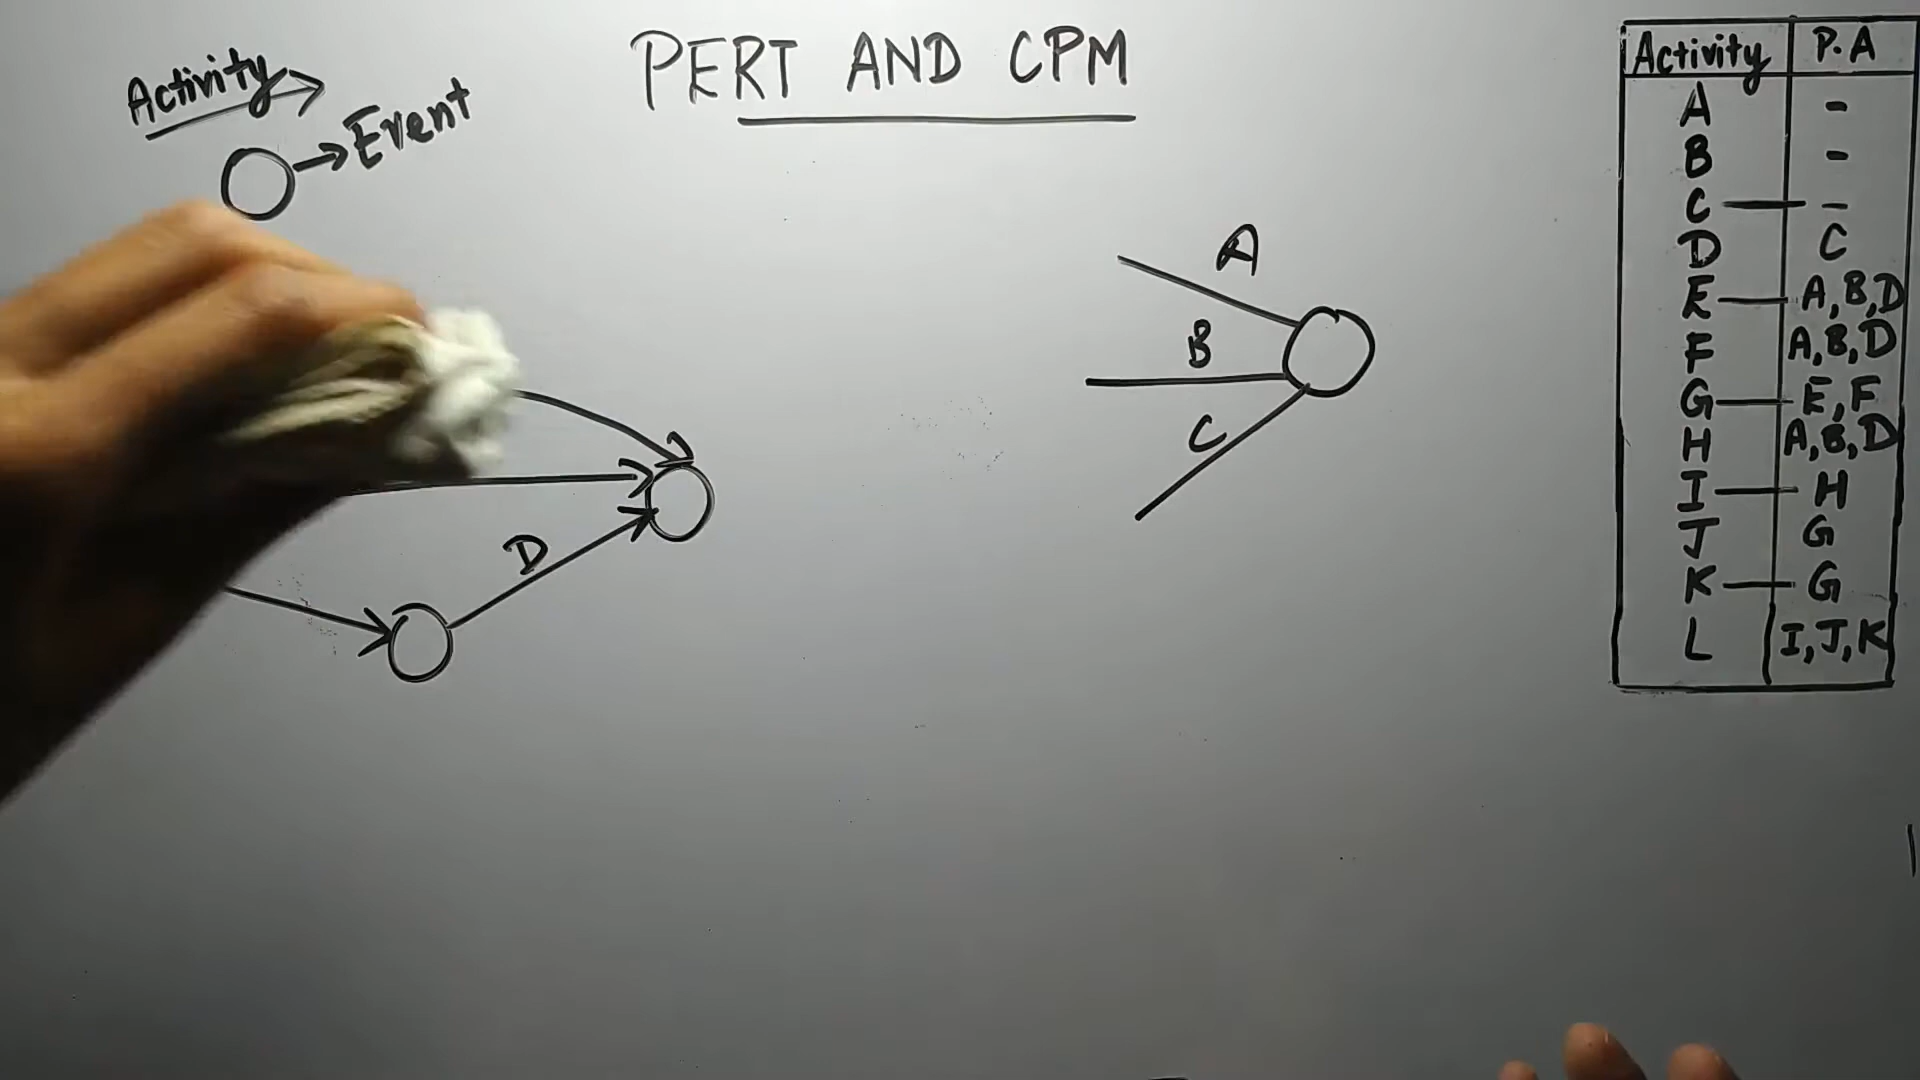 PERT AND CPM
Activity
Event
D
A
B
C
Activity P.A
A -
B -
C -
D C
E A, B, D
F A, B, D
G E, F
H A, B, D
I H
J G
K G
L I, J, K